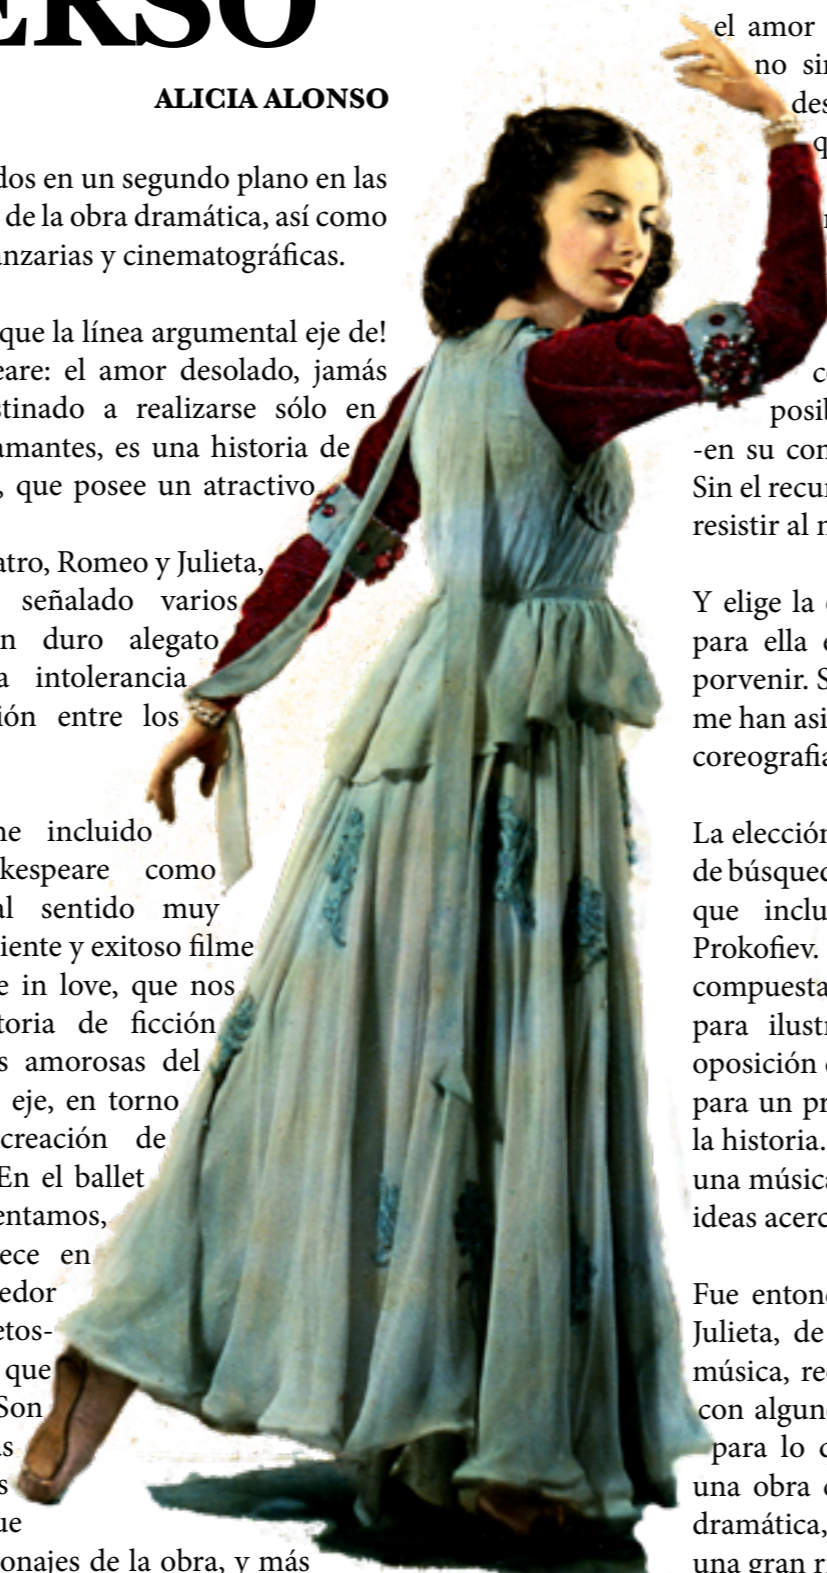 ERSO
ALICIA ALONSO
dos en un segundo plano en las
de la obra dramática, así como
anzarias y cinematográficas.
que la línea argumental eje de!
eare: el amor desolado, jamás
stinado a realizarse sólo en
amantes, es una historia de
, que posee un atractivo
atro, Romeo y Julieta,
señalado varios
n duro alegato
a intolerancia
ión entre los
he incluido
kespeare como
al sentido muy
iente y exitoso filme
e in love, que nos
toria de ficción
s amorosas del
eje, en torno
creación de
En el ballet
entamos,
ece en
edor
etos-
que
Son
as
s
ue
onajes de la obra, y más
el amor
no sin
des
q
co
posib
-en su con
Sin el recur
resistir al n
Y elige la
para ella e
porvenir. S
me han asi
coreografía
La elección
de búsqued
que inclu
Prokofiev.
compuesta
para ilustr
oposición
para un pr
la historia.
una música
ideas acerc
Fue entono
Julieta, de
música, re
con algun
para lo c
una obra
dramática,
una gran ri